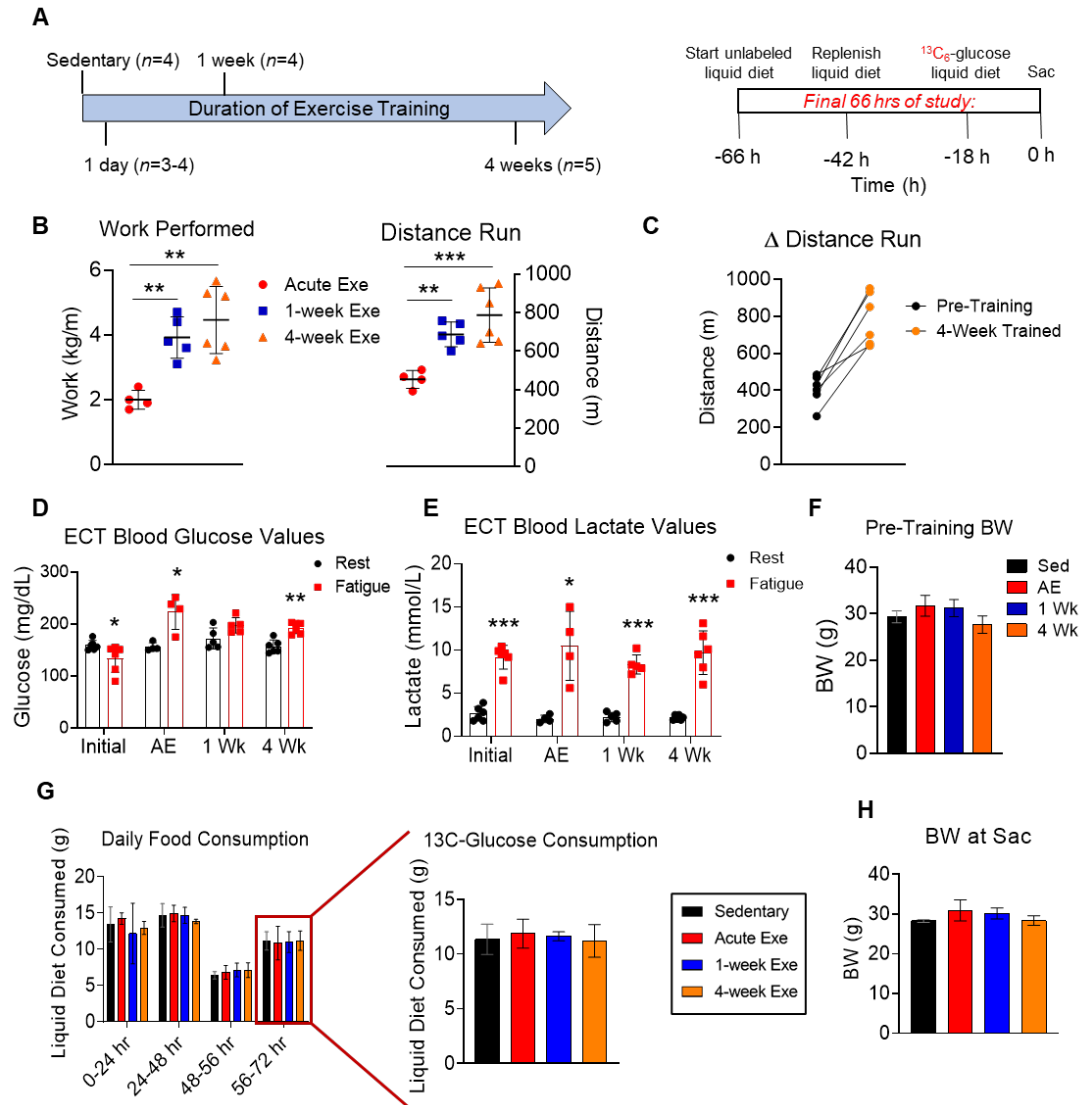 A
Sedentary (n=4)
1 week (n=4)
Duration of Exercise Training
1 day (n=3-4)
4 weeks (n=5)
Start unlabeled
liquid diet
Replenish
liquid diet
¹³C₆-glucose
liquid diet
Sac
Final 66 hrs of study:
-66 h
-42 h
-18 h
0 h
Time (h)
B
Work Performed
**
**
Work (kg/m)
6
4
2
0
Acute Exe
1-week Exe
4-week Exe
Distance Run
***
**
1000
800
600
400
200
0
Distance (m)
C
Δ Distance Run
Distance (m)
1000
800
600
400
200
0
Pre-Training
4-Week Trained
D
ECT Blood Glucose Values
Glucose (mg/dL)
300
200
100
0
*
*
**
Rest
Fatigue
Initial
AE
1 Wk
4 Wk
E
ECT Blood Lactate Values
Lactate (mmol/L)
20
15
10
5
0
***
*
***
***
Rest
Fatigue
Initial
AE
1 Wk
4 Wk
F
Pre-Training BW
BW (g)
40
30
20
10
0
Sed
AE
1 Wk
4 Wk
G
Daily Food Consumption
Liquid Diet Consumed (g)
20
15
10
5
0
0-24 hr
24-48 hr
48-56 hr
56-72 hr
13C-Glucose Consumption
Liquid Diet Consumed (g)
15
10
5
0
Sedentary
Acute Exe
1-week Exe
4-week Exe
H
BW at Sac
BW (g)
40
30
20
10
0